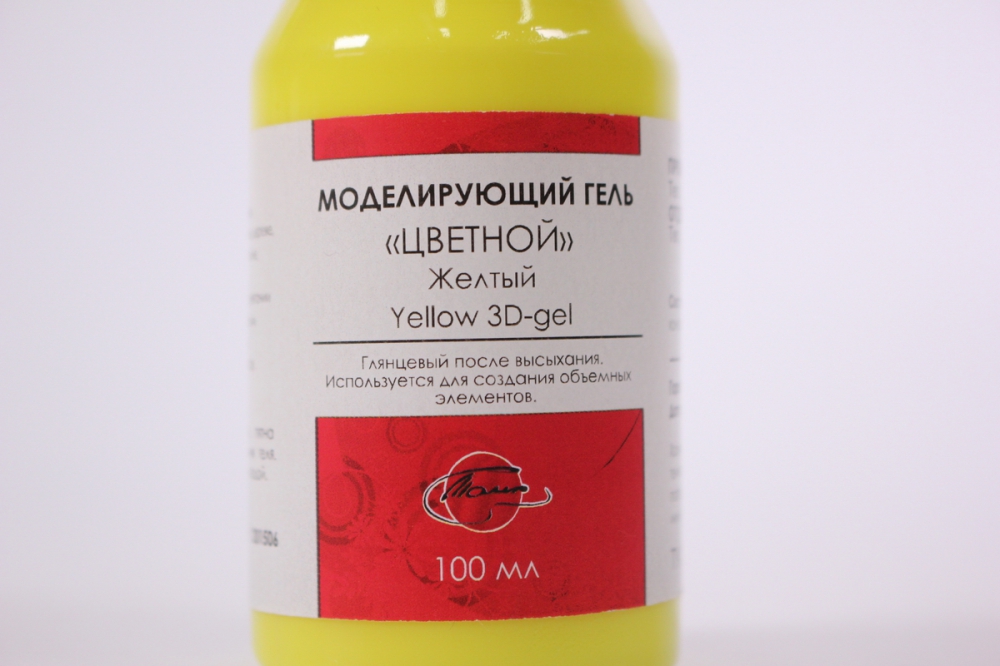 МОДЕЛИРУЮЩИЙ ГЕЛЬ
«ЦВЕТНОЙ»
Желтый
Yellow 3D-gel
Глянцевый после высыхания.
Используется для создания объемных
элементов.
100 мл